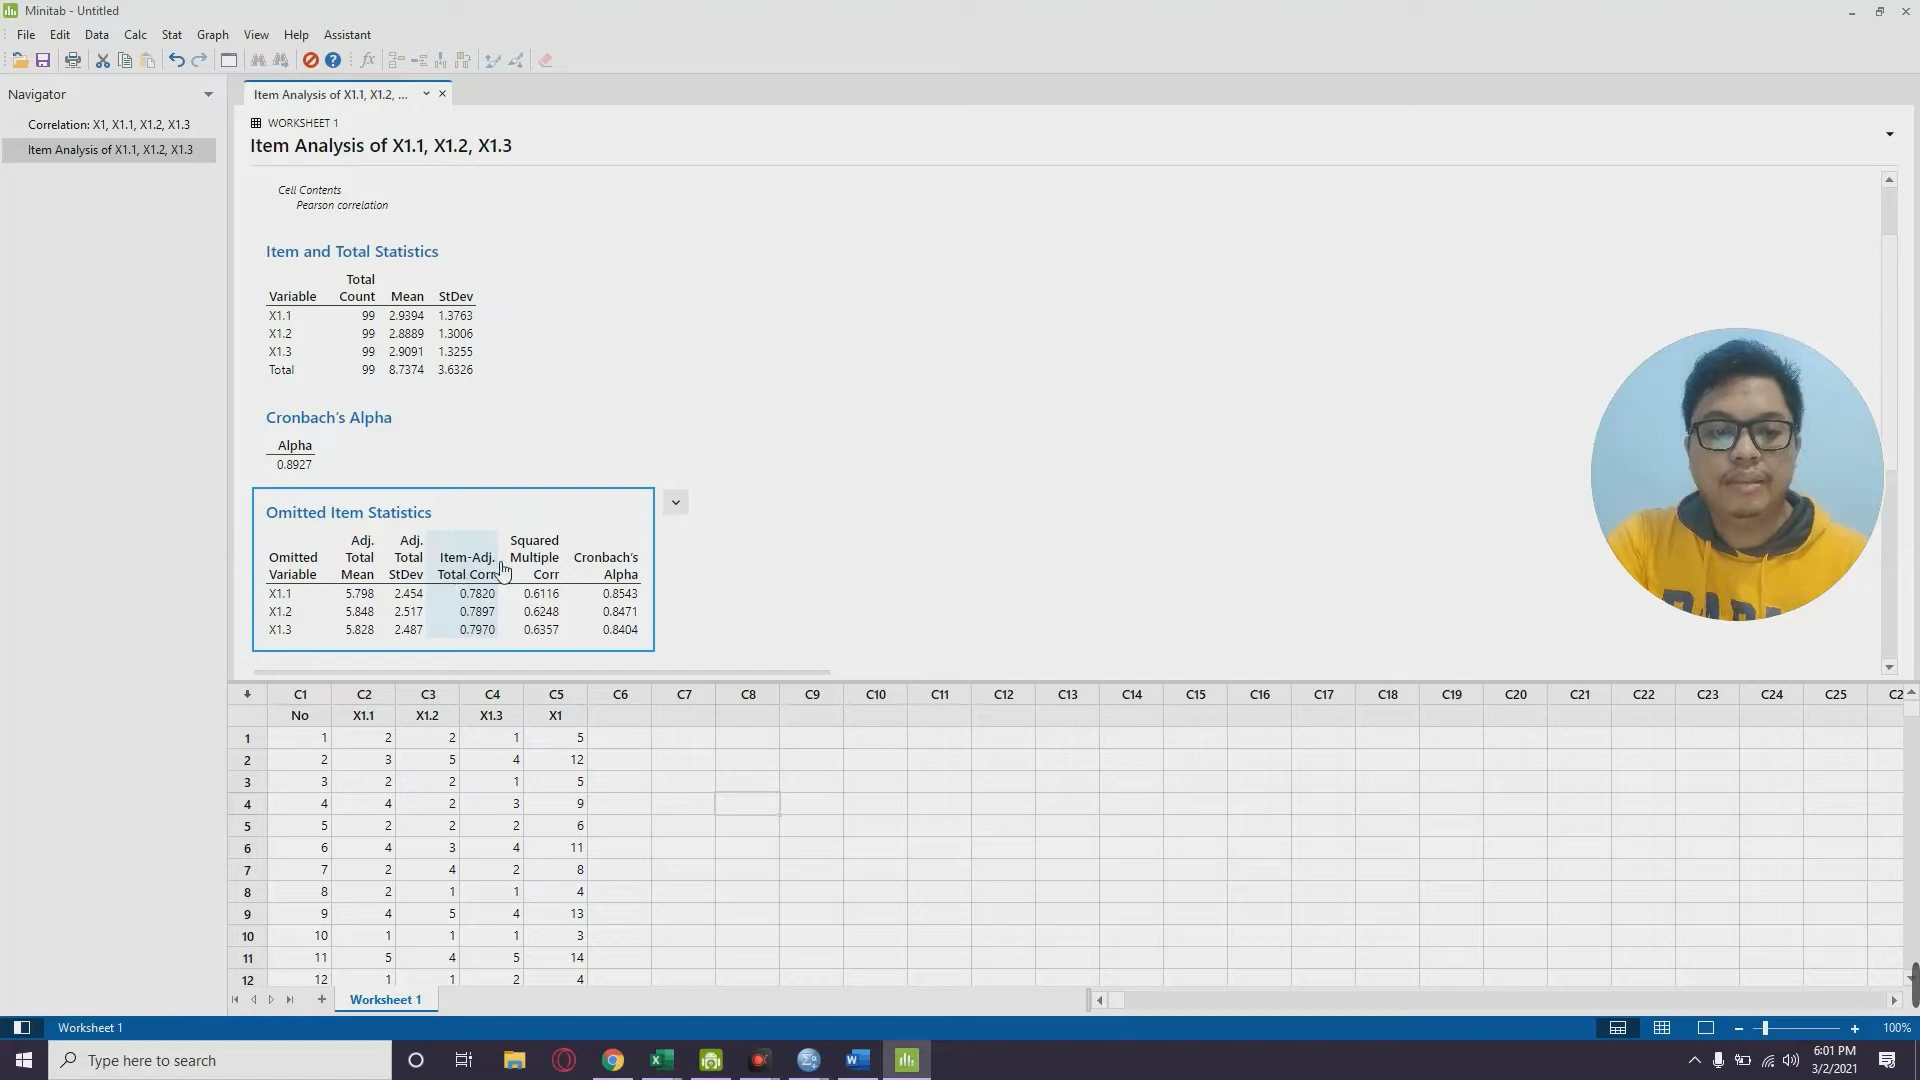 Minitab - Untitled
File Edit Data Calc Stat Graph View Help Assistant
Navigator
Correlation: X1, X1.1, X1.2, X1.3
Item Analysis of X1.1, X1.2, X1.3
Item Analysis of X1.1, X1.2, ...
WORKSHEET 1
Item Analysis of X1.1, X1.2, X1.3
Cell Contents
Pearson correlation
Item and Total Statistics
Total
Variable Count Mean StDev
X1.1 99 2.9394 1.3763
X1.2 99 2.8889 1.3006
X1.3 99 2.9091 1.3255
Total 99 8.7374 3.6326
Cronbach's Alpha
Alpha
0.8927
Omitted Item Statistics
Adj. Adj. Squared
Omitted Total Total Item-Adj. Multiple Cronbach's
Variable Mean StDev Total Corr Corr Alpha
X1.1 5.798 2.454 0.7820 0.6116 0.8543
X1.2 5.848 2.517 0.7897 0.6248 0.8471
X1.3 5.828 2.487 0.7970 0.6357 0.8404
C1 C2 C3 C4 C5 C6 C7 C8 C9 C10 C11 C12 C13 C14 C15 C16 C17 C18 C19 C20 C21 C22 C23 C24 C25 C2
No X1.1 X1.2 X1.3 X1
1 1 2 2 1 5
2 2 3 5 4 12
3 3 2 2 1 5
4 4 4 2 3 9
5 5 2 2 2 6
6 6 4 3 4 11
7 7 2 4 2 8
8 8 2 1 1 4
9 9 4 5 4 13
10 10 1 1 1 3
11 11 5 4 5 14
12 12 1 1 2 4
Worksheet 1
Worksheet 1
100%
Type here to search
6:01 PM
3/2/2021